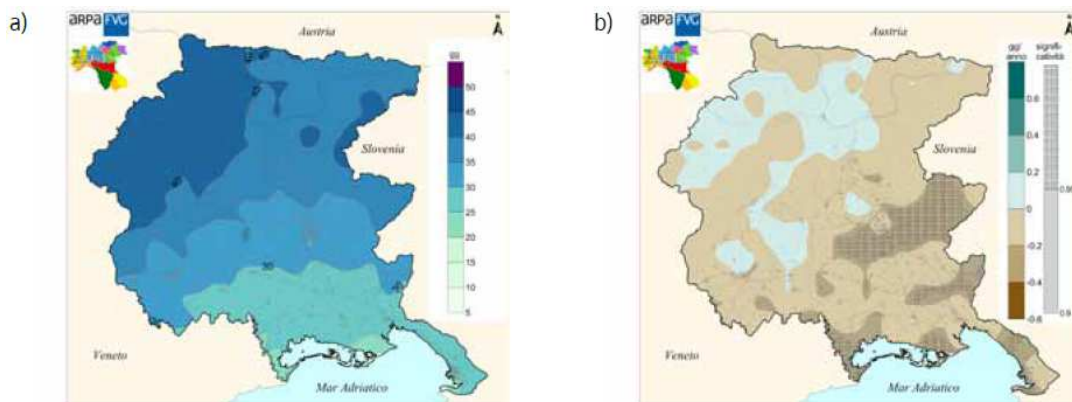 a)
arPa FVG
Austria
N
gg
50
45
40
35
30
25
20
15
10
5
Slovenia
30
Veneto
Mar Adriatico
b)
arPa FVG
Austria
N
gg/
anno
signifi-
catività
0.6
0.4
0.2
0
-0.2
-0.4
-0.6
Slovenia
Veneto
Mar Adriatico